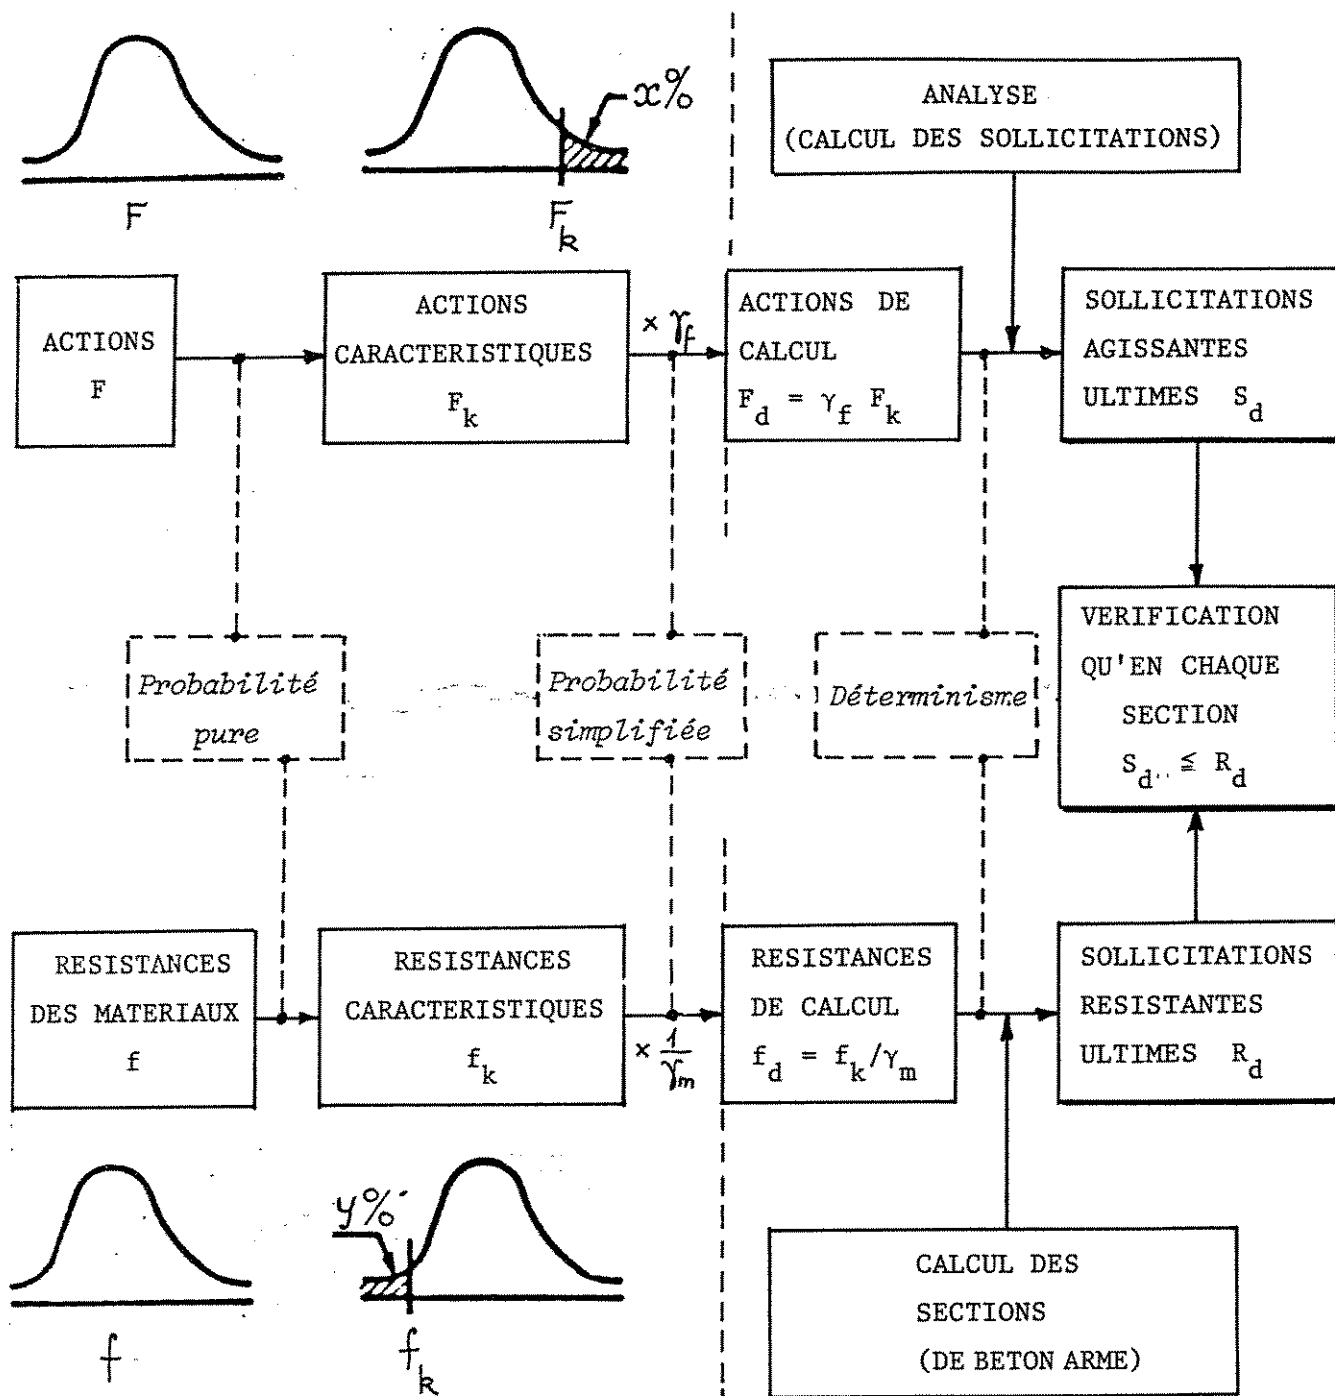 x%
F
F_k
ANALYSE
(CALCUL DES SOLLICITATIONS)
ACTIONS
F
ACTIONS
CARACTERISTIQUES
F_k
× γ_f
ACTIONS DE
CALCUL
F_d = γ_f F_k
SOLLICITATIONS
AGISSANTES
ULTIMES S_d
Probabilité
pure
Probabilité
simplifiée
Déterminisme
VERIFICATION
QU'EN CHAQUE
SECTION
S_d ≦ R_d
RESISTANCES
DES MATERIAUX
f
RESISTANCES
CARACTERISTIQUES
f_k
× 1/γ_m
RESISTANCES
DE CALCUL
f_d = f_k/γ_m
SOLLICITATIONS
RESISTANTES
ULTIMES R_d
y%
f
f_k
CALCUL DES
SECTIONS
(DE BETON ARME)